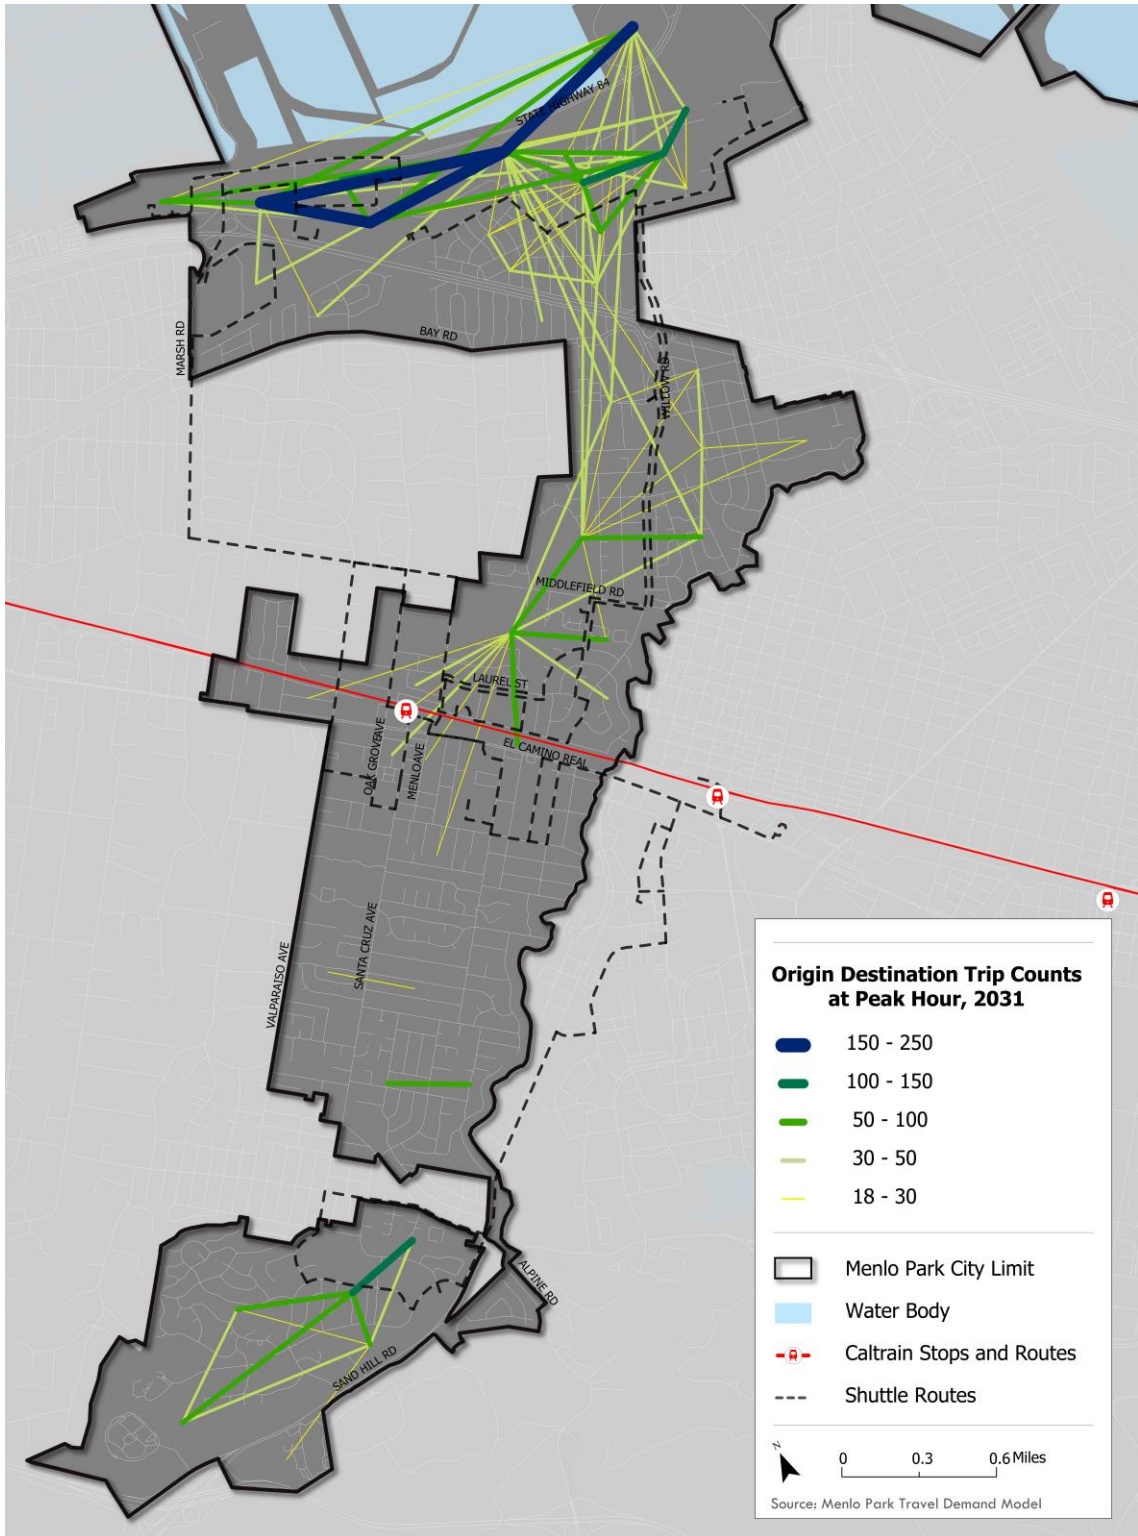 STATE HIGHWAY 84
MARSH RD
BAY RD
WILLOW RD
MIDDLEFIELD RD
LAUREL ST
EL CAMINO REAL
OAK GROVE AVE
MENLO AVE
SANTA CRUZ AVE
VALPARAISO AVE
ALPINE RD
SAND HILL RD
Origin Destination Trip Counts
at Peak Hour, 2031
150 - 250
100 - 150
50 - 100
30 - 50
18 - 30
Menlo Park City Limit
Water Body
Caltrain Stops and Routes
Shuttle Routes
N
0 0.3 0.6 Miles
Source: Menlo Park Travel Demand Model